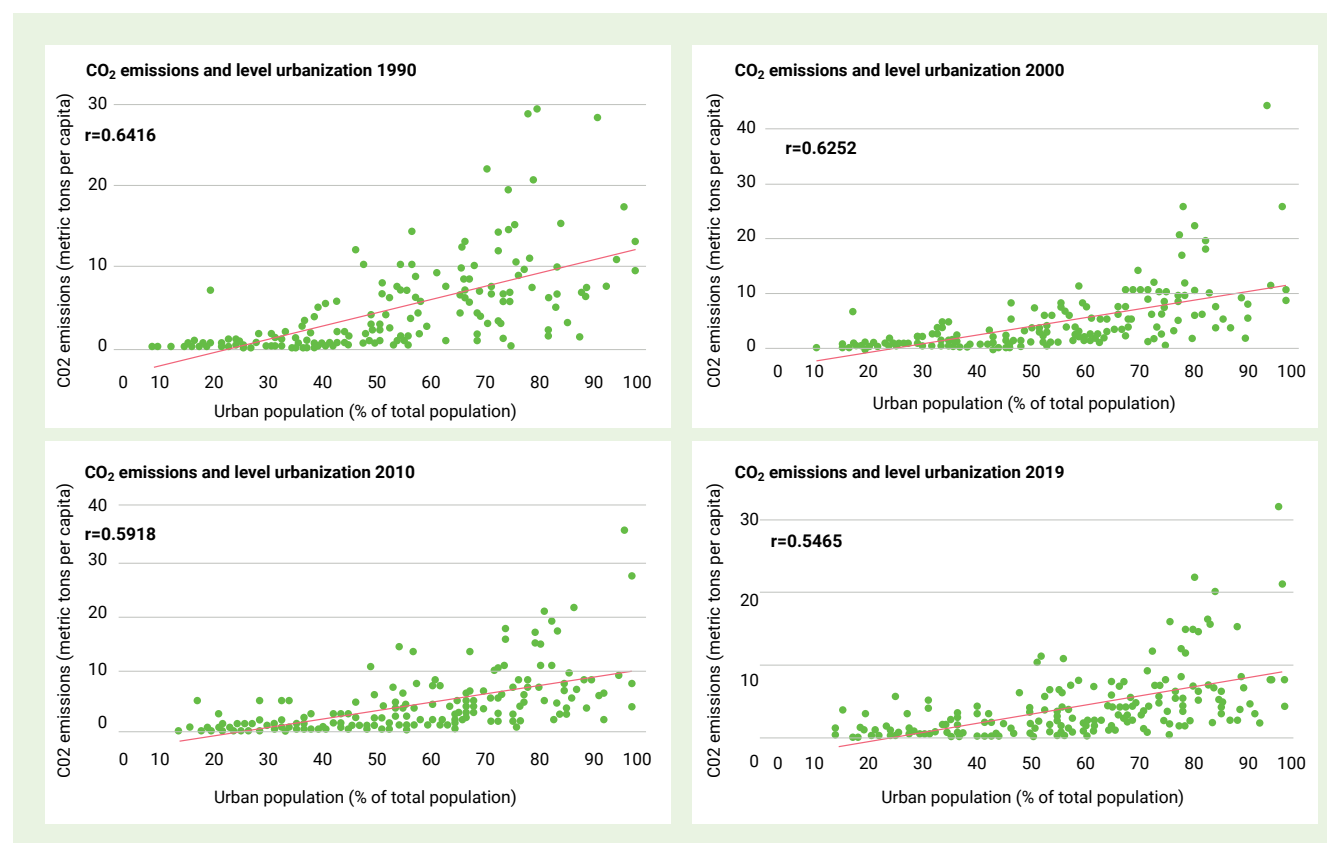 CO₂ emissions and level urbanization 1990
C02 emissions (metric tons per capita)
30
r=0.6416
20
10
0
0 10 20 30 40 50 60 70 80 90 100
Urban population (% of total population)
CO₂ emissions and level urbanization 2000
C02 emissions (metric tons per capita)
40
r=0.6252
30
20
10
0
0 10 20 30 40 50 60 70 80 90 100
Urban population (% of total population)
CO₂ emissions and level urbanization 2010
C02 emissions (metric tons per capita)
40
r=0.5918
30
20
10
0
0 10 20 30 40 50 60 70 80 90 100
Urban population (% of total population)
CO₂ emissions and level urbanization 2019
C02 emissions (metric tons per capita)
30
r=0.5465
20
10
0
0 10 20 30 40 50 60 70 80 90 100
Urban population (% of total population)